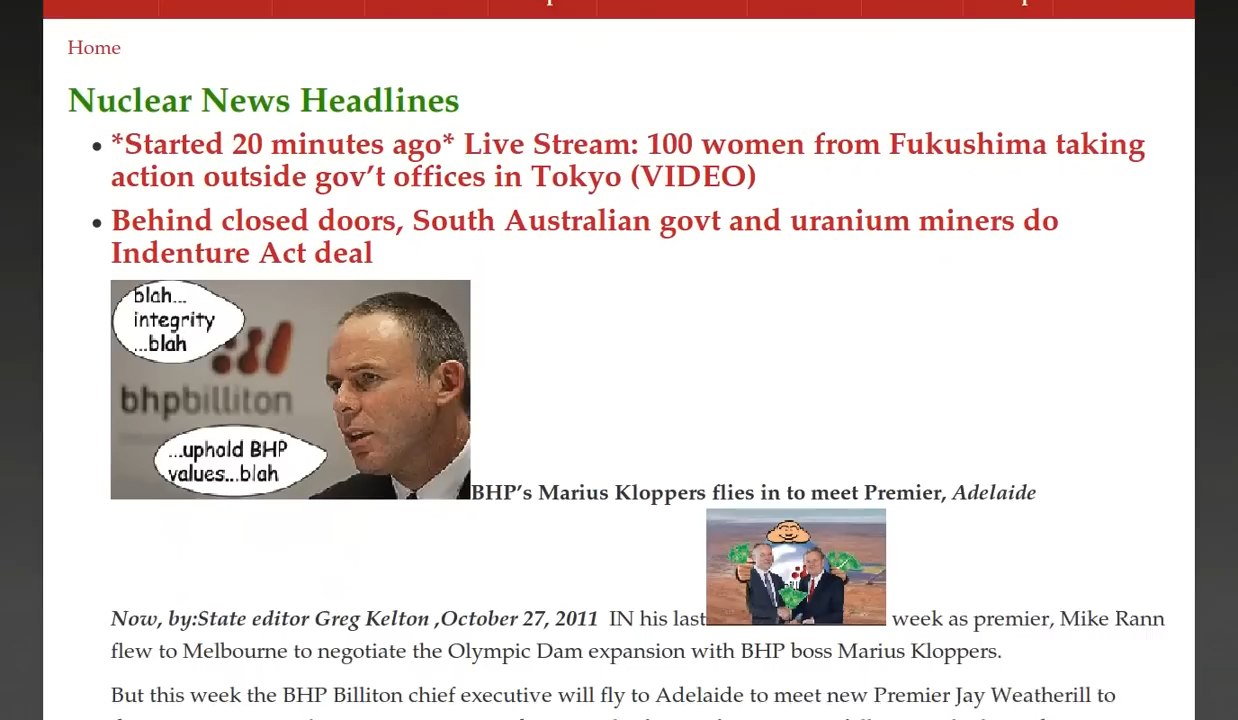 Home
Nuclear News Headlines
*Started 20 minutes ago* Live Stream: 100 women from Fukushima taking
action outside gov’t offices in Tokyo (VIDEO)
Behind closed doors, South Australian govt and uranium miners do
Indenture Act deal
blah...
integrity
...blah
bhpbilliton
...uphold BHP
values...blah
BHP’s Marius Kloppers flies in to meet Premier, Adelaide
Now, by:State editor Greg Kelton ,October 27, 2011 IN his last week as premier, Mike Rann
flew to Melbourne to negotiate the Olympic Dam expansion with BHP boss Marius Kloppers.
But this week the BHP Billiton chief executive will fly to Adelaide to meet new Premier Jay Weatherill to